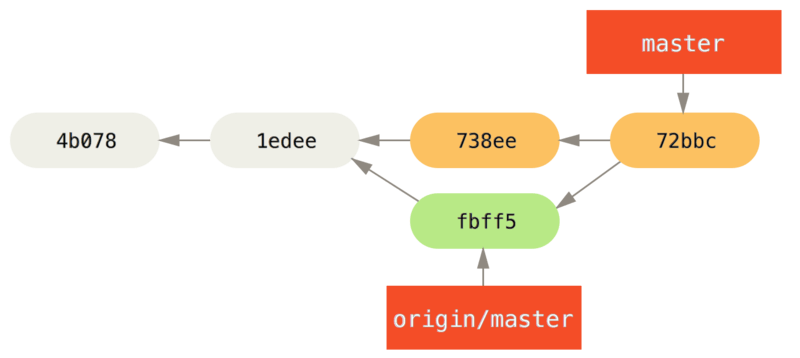 master
4b078
1edee
738ee
72bbc
fbff5
origin/master